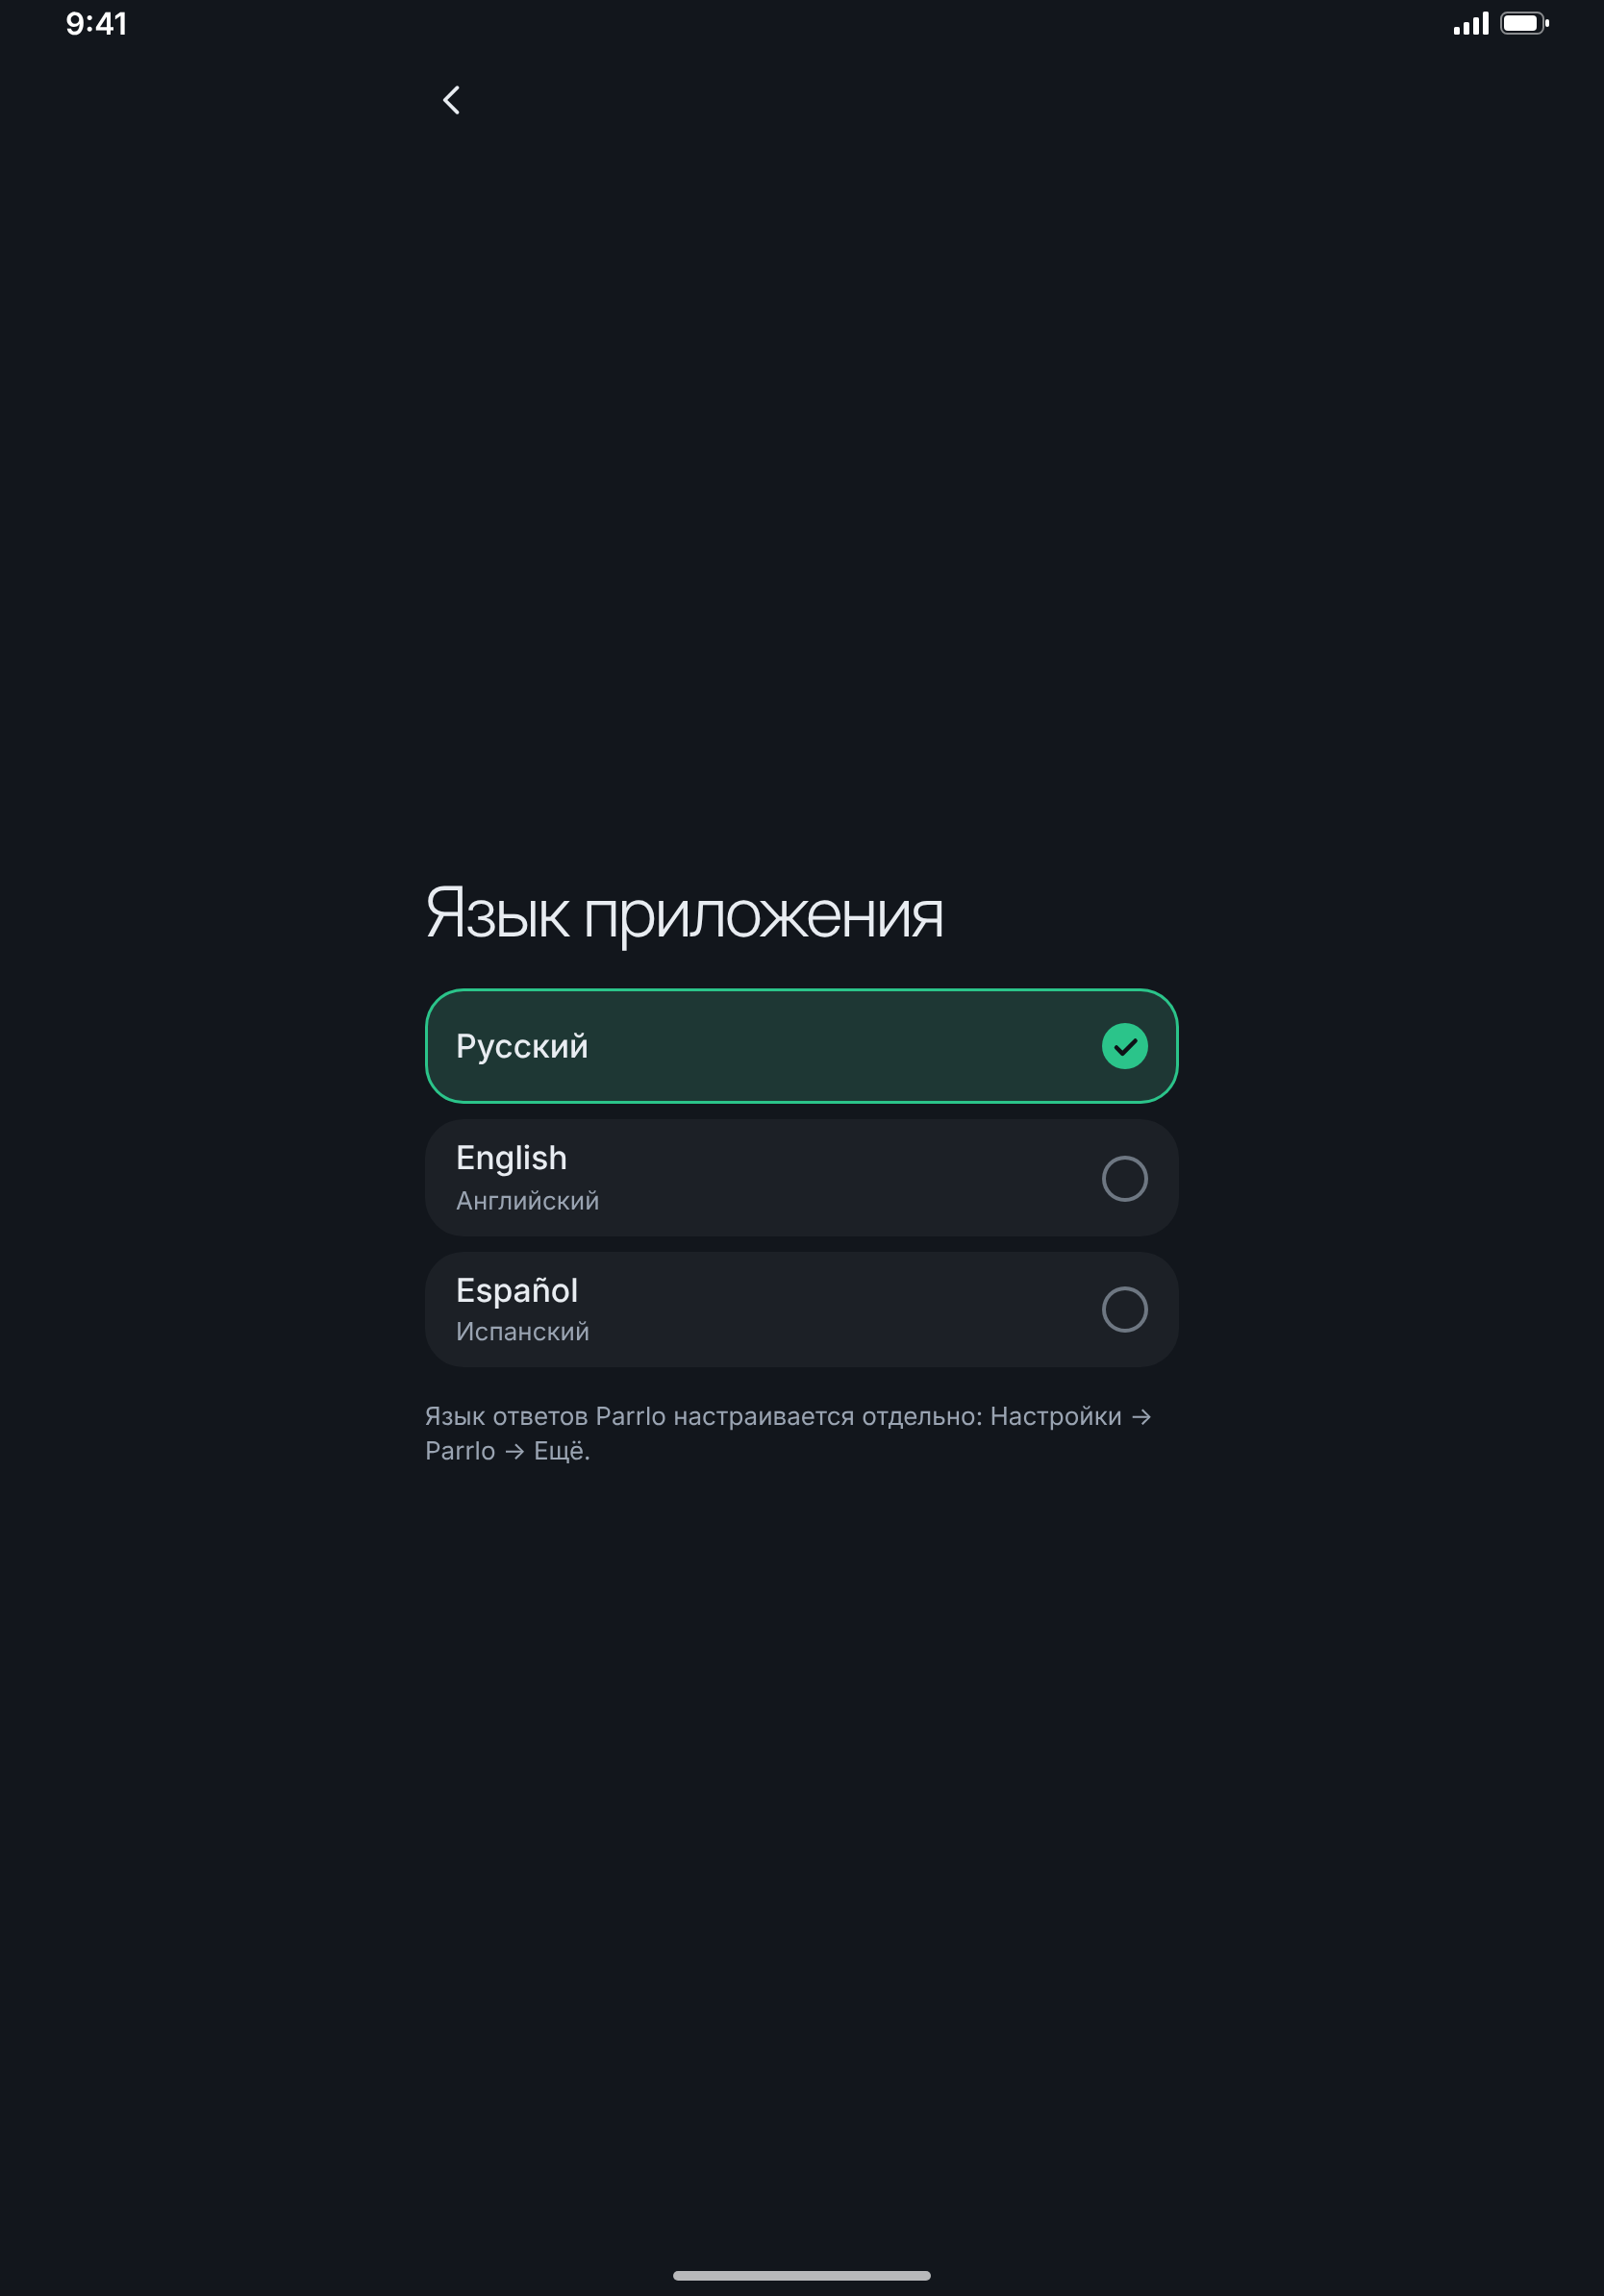 9:41
Язык приложения
Русский
English
Английский
Español
Испанский
Язык ответов Parrlo настраивается отдельно: Настройки →
Parrlo → Ещё.